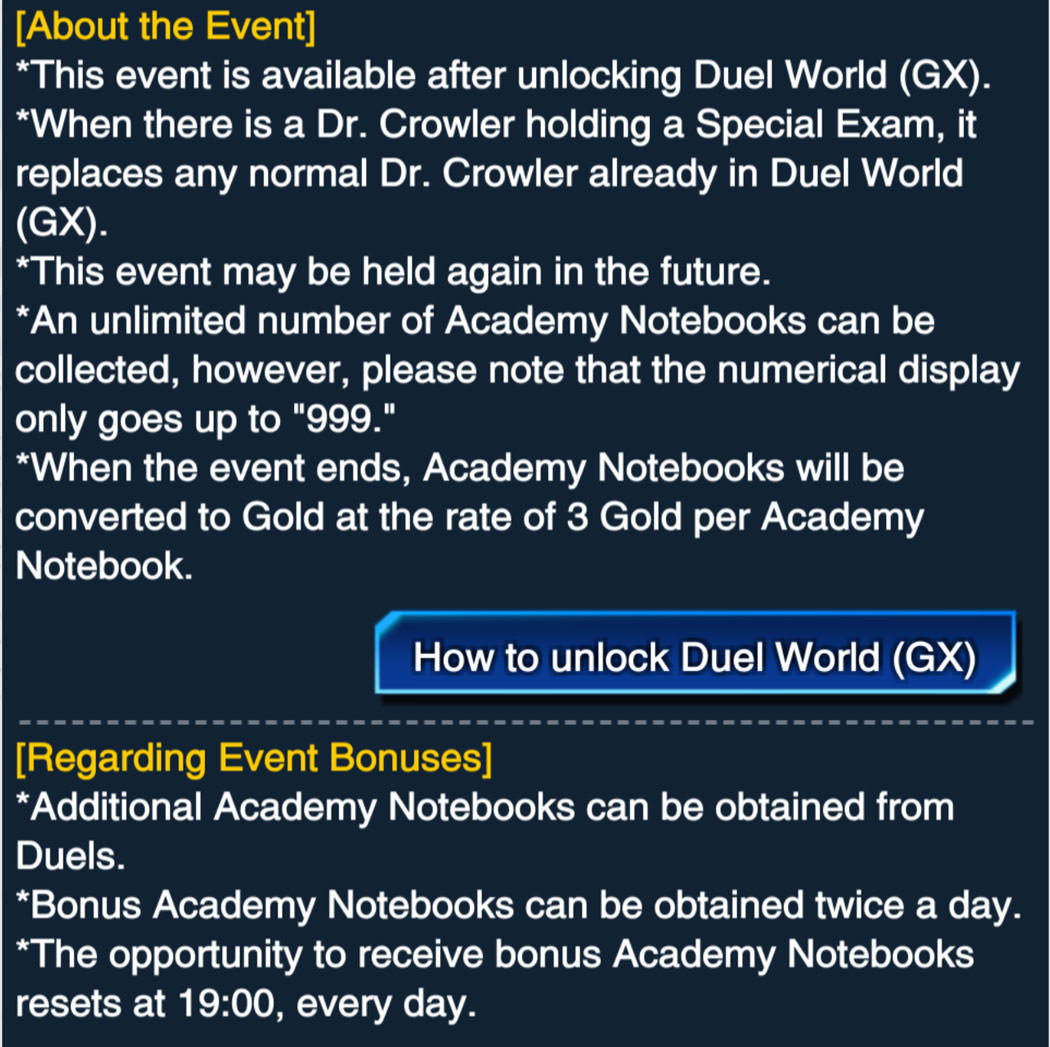 [About the Event]
*This event is available after unlocking Duel World (GX).
*When there is a Dr. Crowler holding a Special Exam, it
replaces any normal Dr. Crowler already in Duel World
(GX).
*This event may be held again in the future.
*An unlimited number of Academy Notebooks can be
collected, however, please note that the numerical display
only goes up to "999."
*When the event ends, Academy Notebooks will be
converted to Gold at the rate of 3 Gold per Academy
Notebook.
How to unlock Duel World (GX)
[Regarding Event Bonuses]
*Additional Academy Notebooks can be obtained from
Duels.
*Bonus Academy Notebooks can be obtained twice a day.
*The opportunity to receive bonus Academy Notebooks
resets at 19:00, every day.